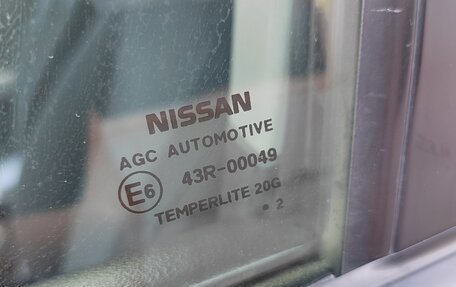 NISSAN
AGC AUTOMOTIVE
E6 43R-00049
TEMPERLITE 20G
• 2